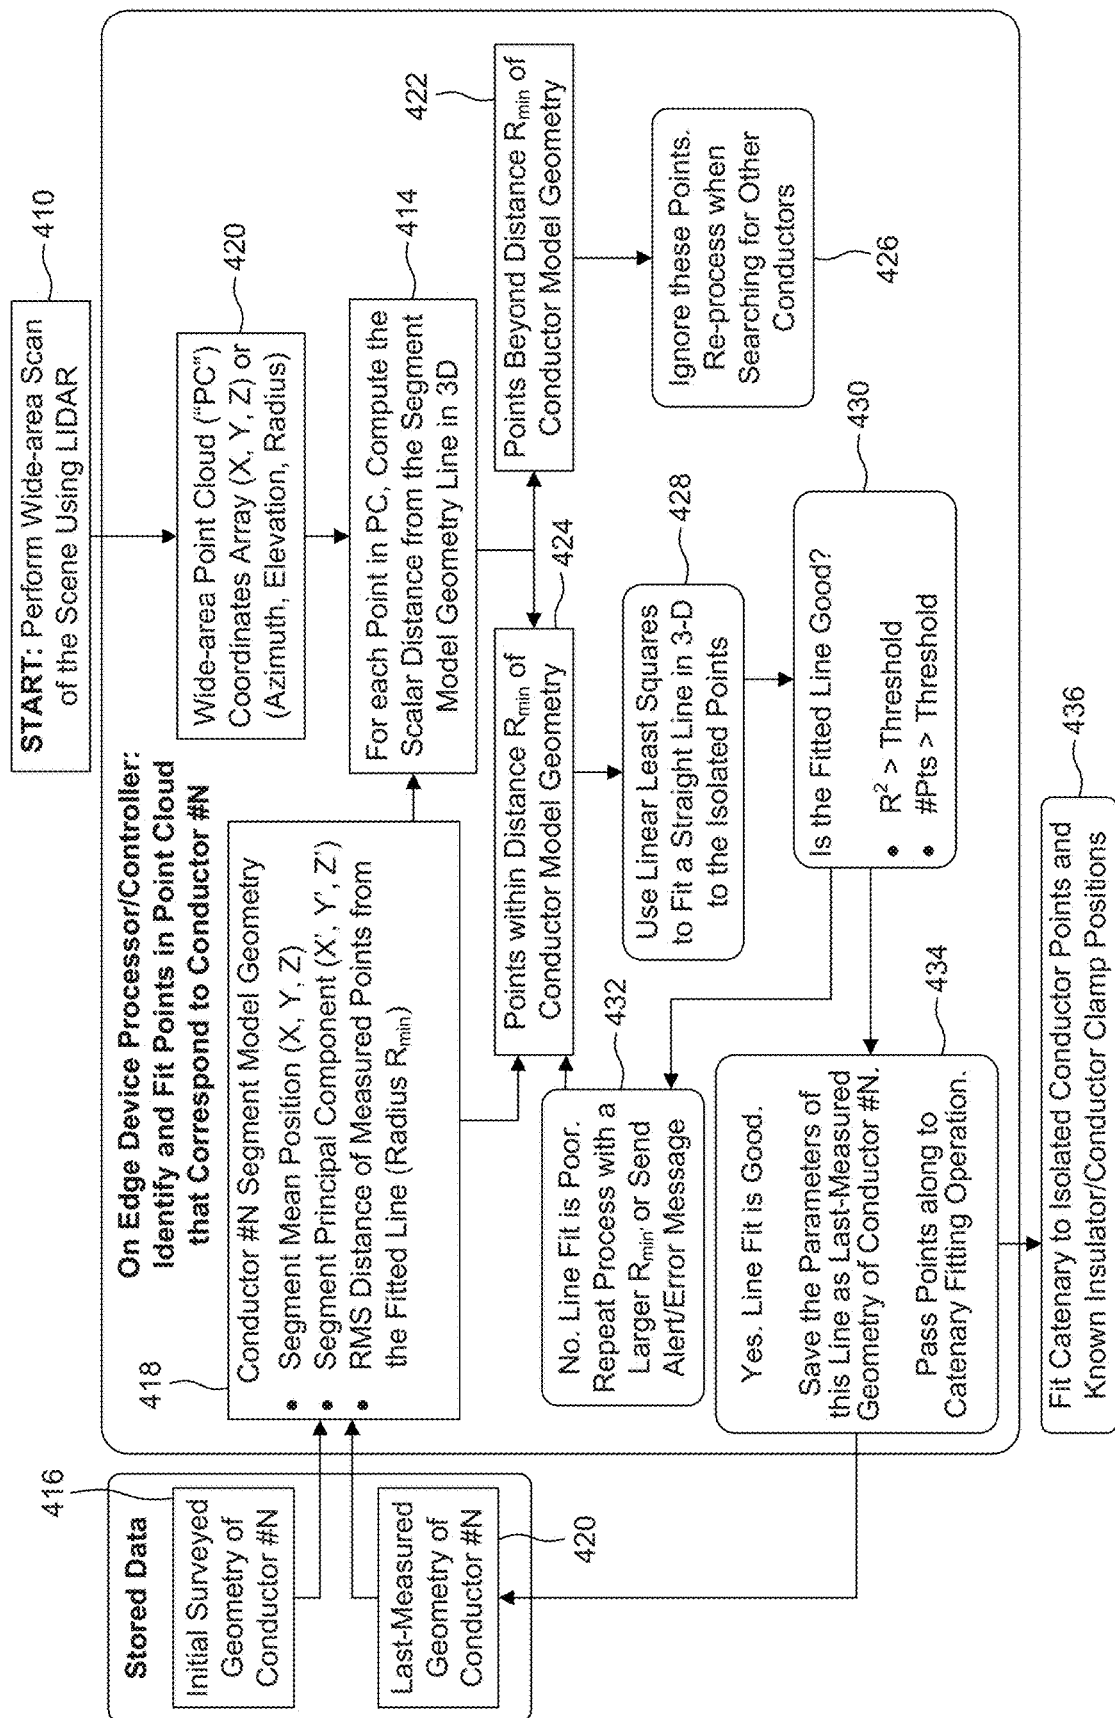 START: Perform Wide-area Scan
of the Scene Using LIDAR
410
On Edge Device Processor/Controller:
Identify and Fit Points in Point Cloud
that Correspond to Conductor #N
Wide-area Point Cloud (“PC”)
Coordinates Array (X, Y, Z) or
(Azimuth, Elevation, Radius)
420
Stored Data
416
Initial Surveyed
Geometry of
Conductor #N
Last-Measured
Geometry of
Conductor #N
420
418
Conductor #N Segment Model Geometry
• Segment Mean Position (X, Y, Z)
• Segment Principal Component (X’, Y’, Z’)
• RMS Distance of Measured Points from
the Fitted Line (Radius Rmin)
For each Point in PC, Compute the
Scalar Distance from the Segment
Model Geometry Line in 3D
414
Points within Distance Rmin of
Conductor Model Geometry
424
Points Beyond Distance Rmin of
Conductor Model Geometry
422
No. Line Fit is Poor.
Repeat Process with a
Larger Rmin, or Send
Alert/Error Message
432
Use Linear Least Squares
to Fit a Straight Line in 3-D
to the Isolated Points
428
Ignore these Points.
Re-process when
Searching for Other
Conductors
426
Yes. Line Fit is Good.
Save the Parameters of
this Line as Last-Measured
Geometry of Conductor #N.
Pass Points along to
Catenary Fitting Operation.
434
Is the Fitted Line Good?
• R2 > Threshold
• #Pts > Threshold
430
Fit Catenary to Isolated Conductor Points and
Known Insulator/Conductor Clamp Positions
436